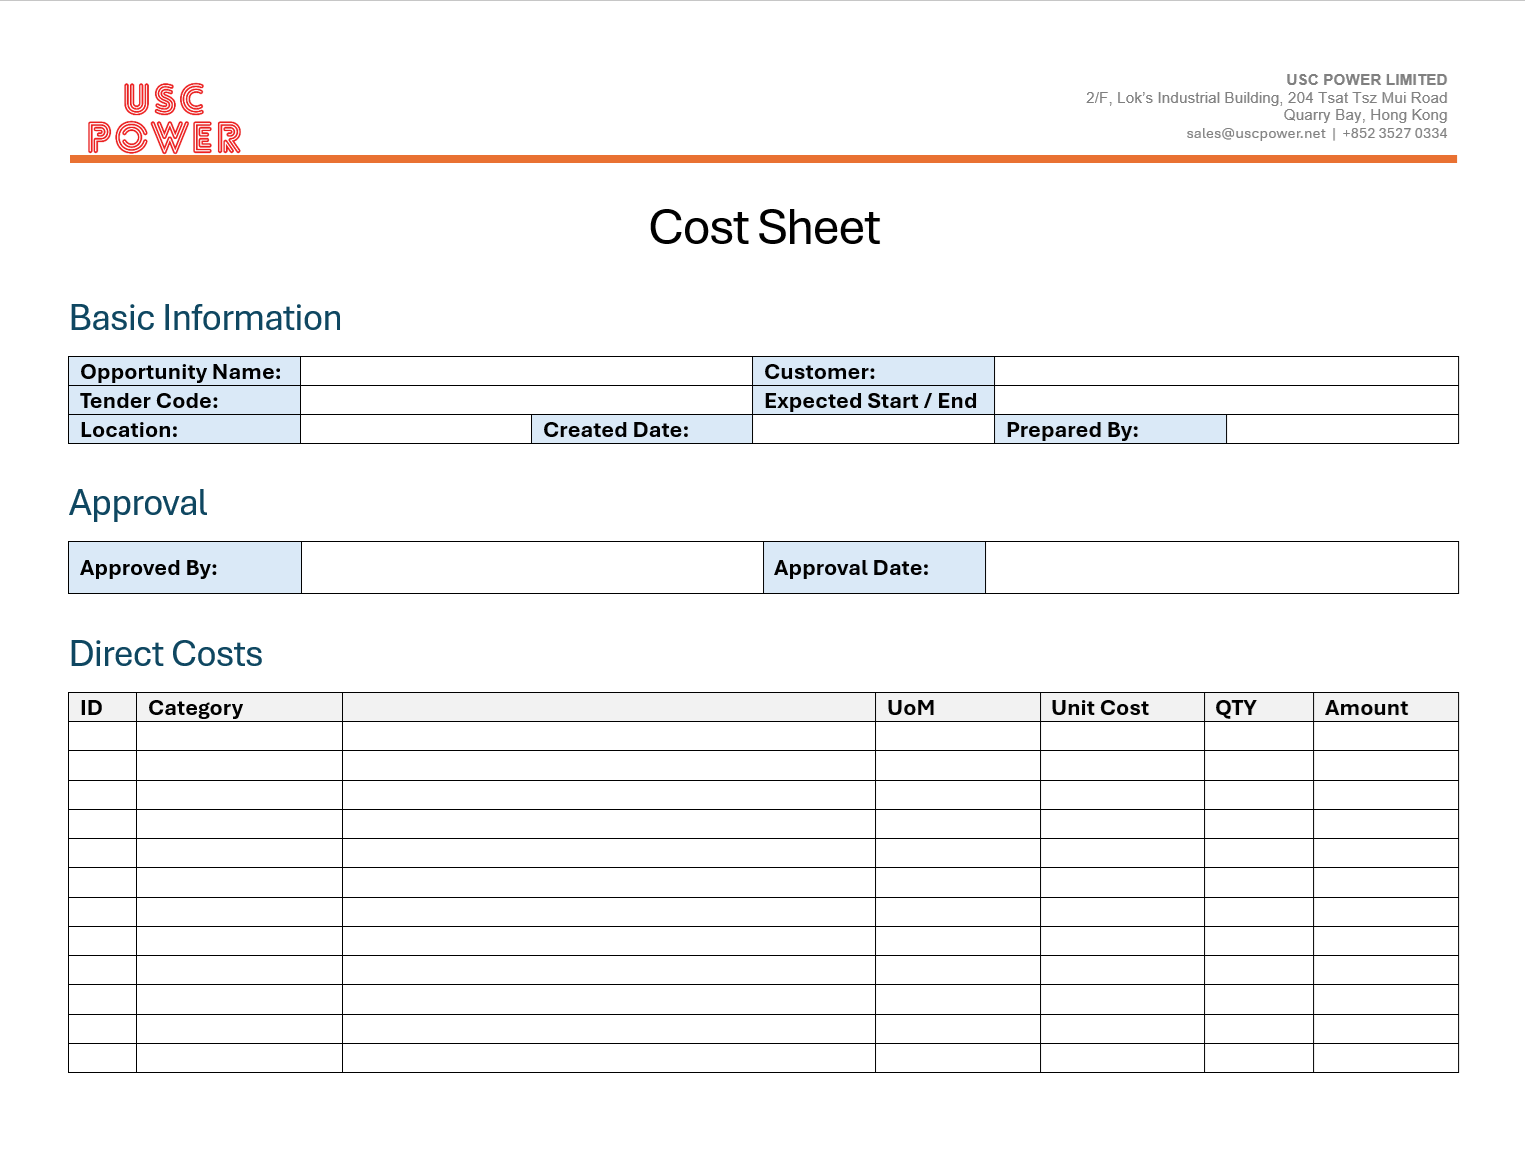 USC
POWER
USC POWER LIMITED
2/F, Lok’s Industrial Building, 204 Tsat Tsz Mui Road
Quarry Bay, Hong Kong
sales@uscpower.net | +852 3527 0334
Cost Sheet
Basic Information
Opportunity Name: Customer:
Tender Code: Expected Start / End
Location: Created Date: Prepared By:
Approval
Approved By: Approval Date:
Direct Costs
ID Category UoM Unit Cost QTY Amount